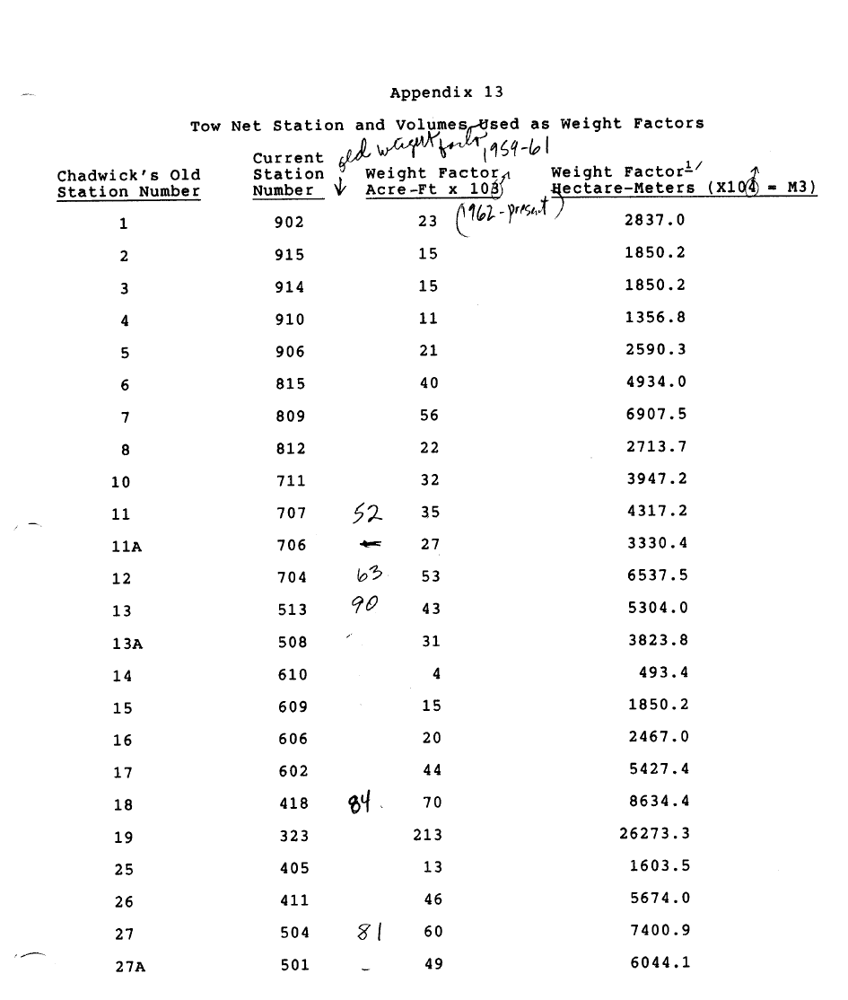 Appendix 13
Tow Net Station and Volumes Used as Weight Factors
old weight factor 1959-61
Chadwick's Old Station Number | Current Station Number ↓ | Weight Factor Acre-Ft x 103 | Weight Factor1/ Hectare-Meters (X104 = M3)
(1962-present)
1 902 23 2837.0
2 915 15 1850.2
3 914 15 1850.2
4 910 11 1356.8
5 906 21 2590.3
6 815 40 4934.0
7 809 56 6907.5
8 812 22 2713.7
10 711 32 3947.2
11 707 52 35 4317.2
11A 706 ← 27 3330.4
12 704 63 53 6537.5
13 513 90 43 5304.0
13A 508 31 3823.8
14 610 4 493.4
15 609 15 1850.2
16 606 20 2467.0
17 602 44 5427.4
18 418 84 70 8634.4
19 323 213 26273.3
25 405 13 1603.5
26 411 46 5674.0
27 504 81 60 7400.9
27A 501 – 49 6044.1